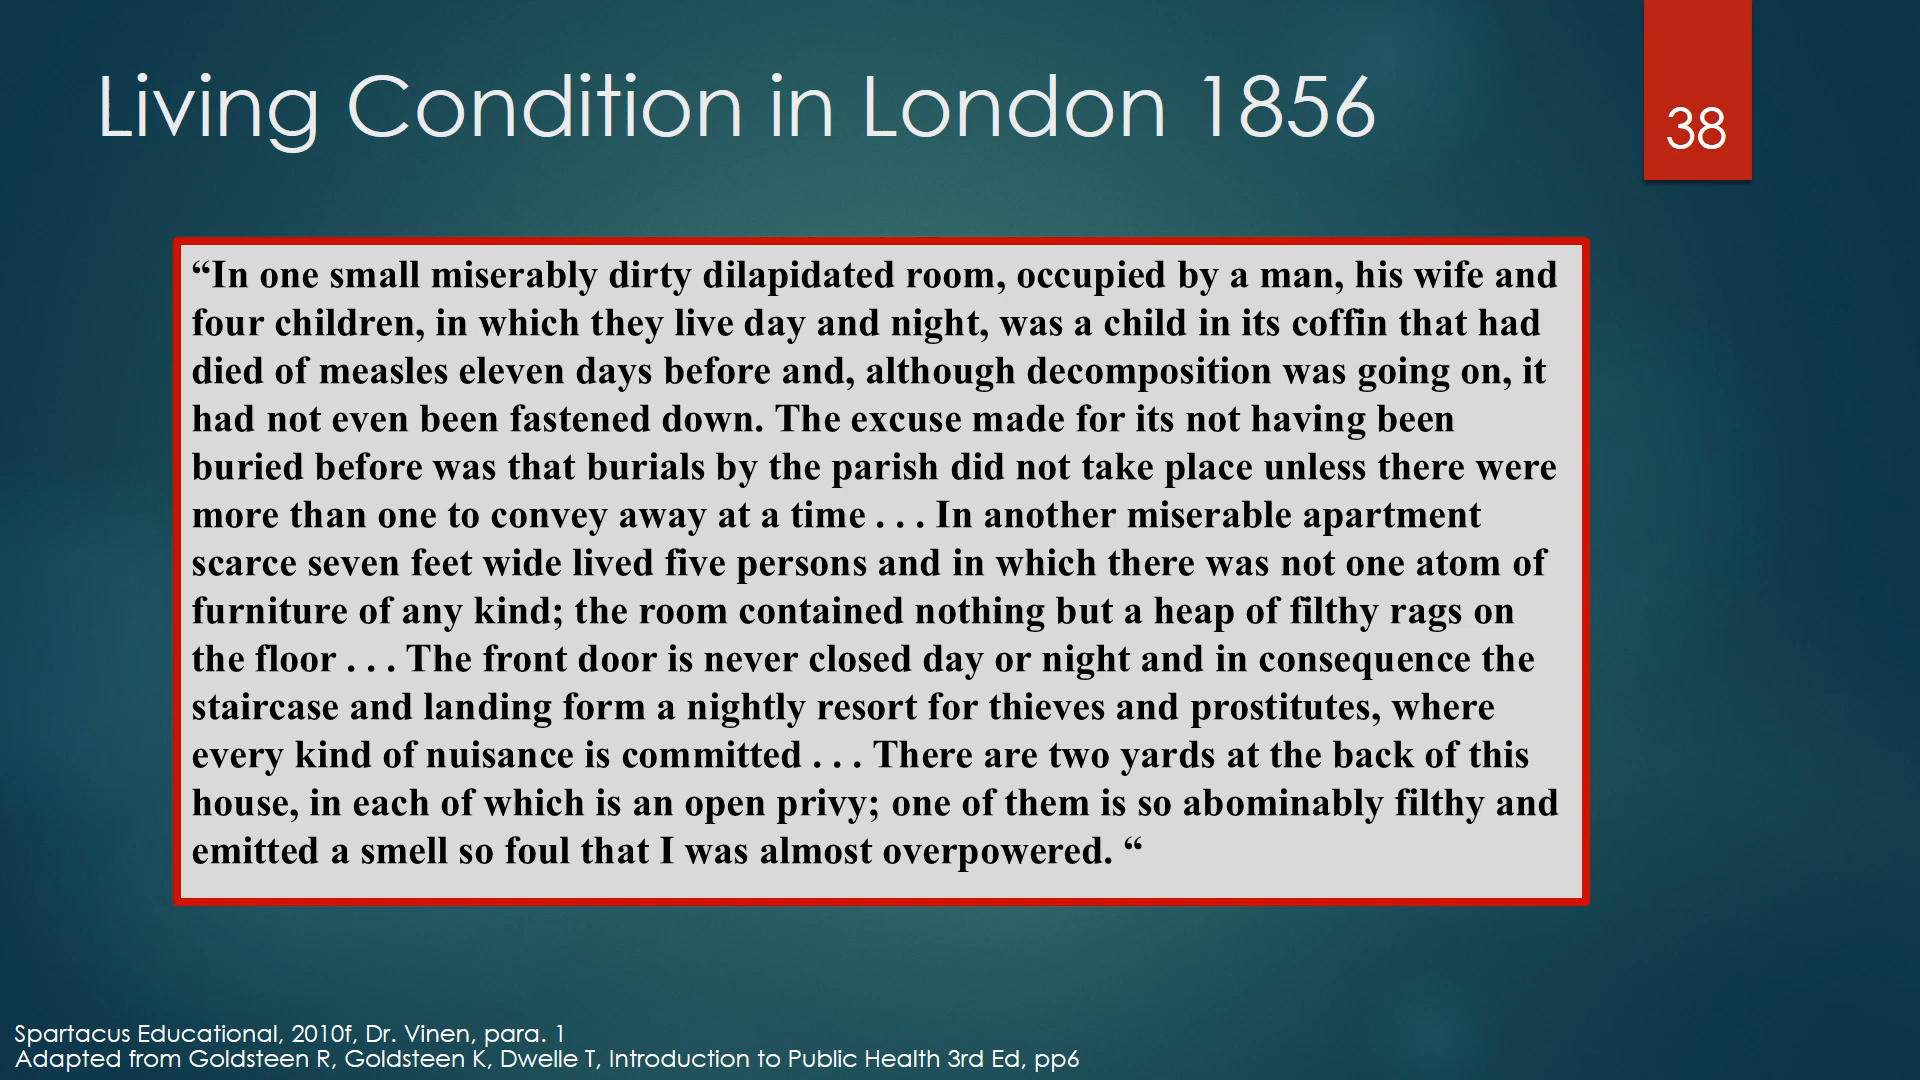 Living Condition in London 1856
38
“In one small miserably dirty dilapidated room, occupied by a man, his wife and
four children, in which they live day and night, was a child in its coffin that had
died of measles eleven days before and, although decomposition was going on, it
had not even been fastened down. The excuse made for its not having been
buried before was that burials by the parish did not take place unless there were
more than one to convey away at a time . . . In another miserable apartment
scarce seven feet wide lived five persons and in which there was not one atom of
furniture of any kind; the room contained nothing but a heap of filthy rags on
the floor . . . The front door is never closed day or night and in consequence the
staircase and landing form a nightly resort for thieves and prostitutes, where
every kind of nuisance is committed . . . There are two yards at the back of this
house, in each of which is an open privy; one of them is so abominably filthy and
emitted a smell so foul that I was almost overpowered. “
Spartacus Educational, 2010f, Dr. Vinen, para. 1
Adapted from Goldsteen R, Goldsteen K, Dwelle T, Introduction to Public Health 3rd Ed, pp6